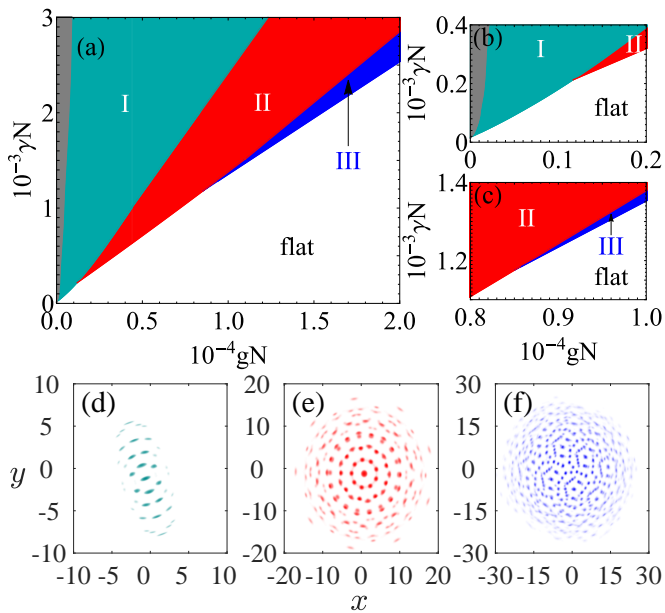 (a)
10⁻³γN
3
2
1
0
I
II
III
flat
0.0 0.4 0.9 1.5 2.0
10⁻⁴gN
(b)
10⁻³γN
0.4
0.2
0
I
II
flat
0 0.1 0.2
(c)
10⁻³γN
1.4
1.2
II
III
flat
0.8 0.9 1.0
10⁻⁴gN
(d)
y
10
5
0
-5
-10
-10 0 10
(e)
20
10
0
-10
-20
-20 -10 0 10 20
x
(f)
30
15
0
-15
-30
-30 -15 0 15 30